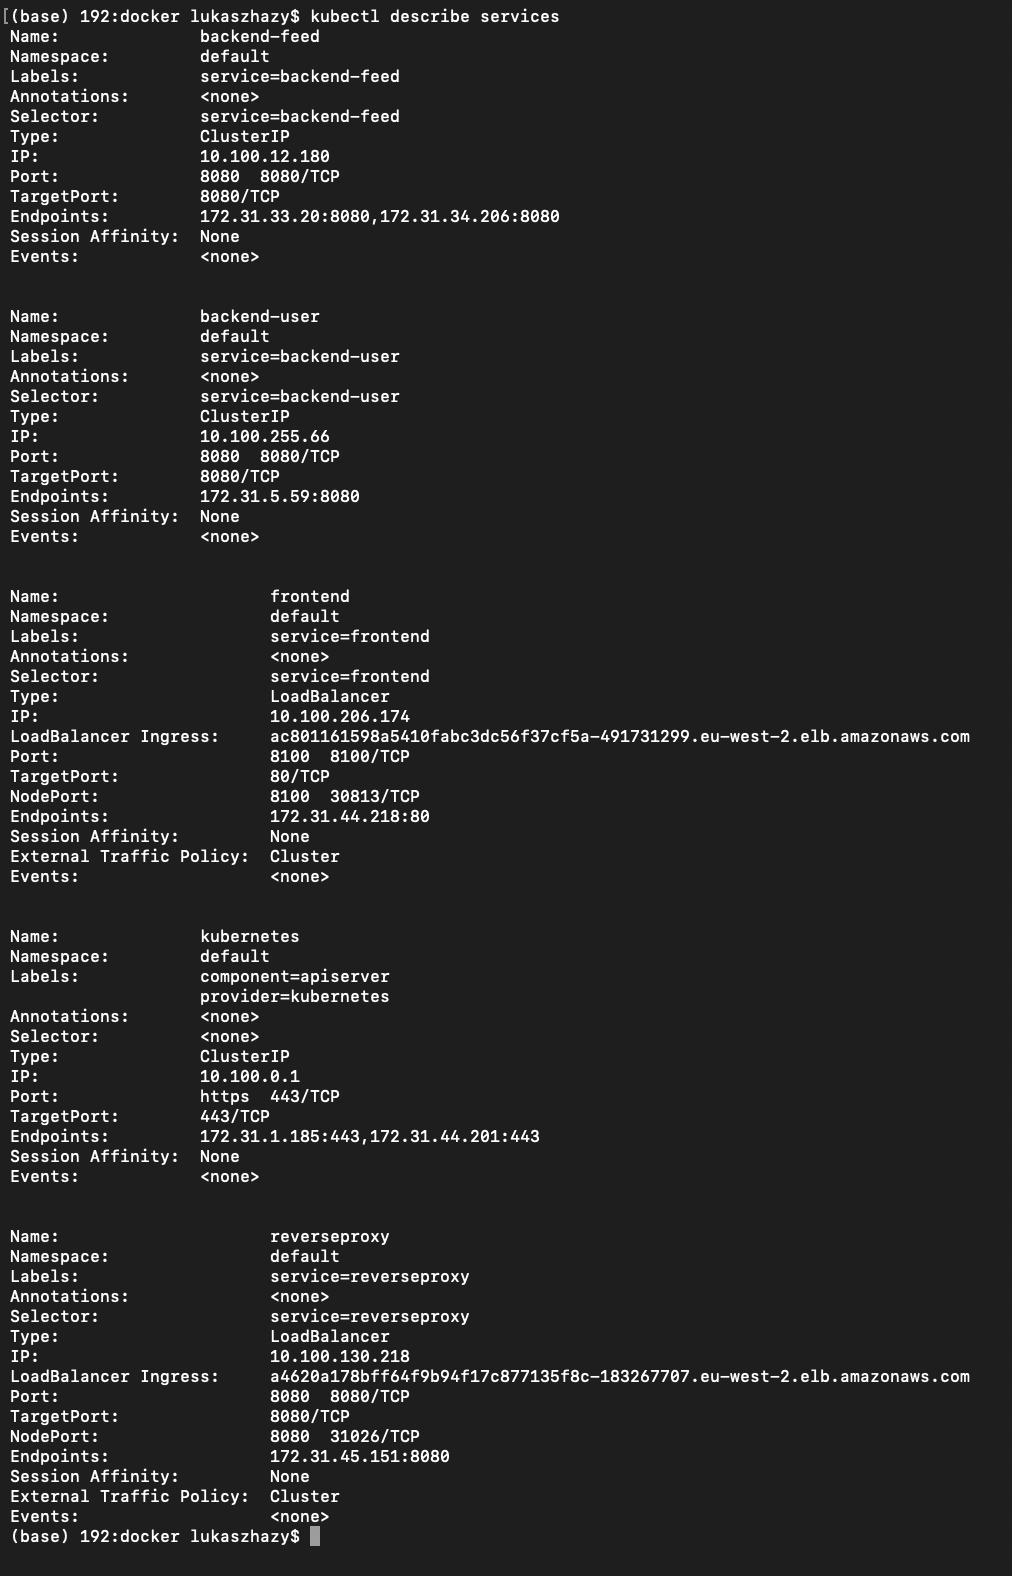 [(base) 192:docker lukaszhazy$ kubectl describe services
Name:              backend-feed
Namespace:         default
Labels:            service=backend-feed
Annotations:       <none>
Selector:          service=backend-feed
Type:              ClusterIP
IP:                10.100.12.180
Port:              8080  8080/TCP
TargetPort:        8080/TCP
Endpoints:         172.31.33.20:8080,172.31.34.206:8080
Session Affinity:  None
Events:            <none>


Name:              backend-user
Namespace:         default
Labels:            service=backend-user
Annotations:       <none>
Selector:          service=backend-user
Type:              ClusterIP
IP:                10.100.255.66
Port:              8080  8080/TCP
TargetPort:        8080/TCP
Endpoints:         172.31.5.59:8080
Session Affinity:  None
Events:            <none>


Name:                     frontend
Namespace:                default
Labels:                   service=frontend
Annotations:              <none>
Selector:                 service=frontend
Type:                     LoadBalancer
IP:                       10.100.206.174
LoadBalancer Ingress:     ac801161598a5410fabc3dc56f37cf5a-491731299.eu-west-2.elb.amazonaws.com
Port:                     8100  8100/TCP
TargetPort:               80/TCP
NodePort:                 8100  30813/TCP
Endpoints:                172.31.44.218:80
Session Affinity:         None
External Traffic Policy:  Cluster
Events:                   <none>


Name:              kubernetes
Namespace:         default
Labels:            component=apiserver
                   provider=kubernetes
Annotations:       <none>
Selector:          <none>
Type:              ClusterIP
IP:                10.100.0.1
Port:              https  443/TCP
TargetPort:        443/TCP
Endpoints:         172.31.1.185:443,172.31.44.201:443
Session Affinity:  None
Events:            <none>


Name:                     reverseproxy
Namespace:                default
Labels:                   service=reverseproxy
Annotations:              <none>
Selector:                 service=reverseproxy
Type:                     LoadBalancer
IP:                       10.100.130.218
LoadBalancer Ingress:     a4620a178bff64f9b94f17c877135f8c-183267707.eu-west-2.elb.amazonaws.com
Port:                     8080  8080/TCP
TargetPort:               8080/TCP
NodePort:                 8080  31026/TCP
Endpoints:                172.31.45.151:8080
Session Affinity:         None
External Traffic Policy:  Cluster
Events:                   <none>
(base) 192:docker lukaszhazy$